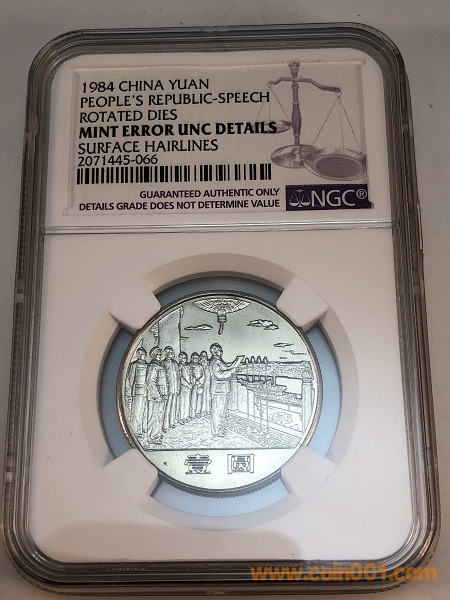 1984 CHINA YUAN
PEOPLE'S REPUBLIC-SPEECH
ROTATED DIES
MINT ERROR UNC DETAILS
SURFACE HAIRLINES
2071445-066
GUARANTEED AUTHENTIC ONLY
DETAILS GRADE DOES NOT DETERMINE VALUE
NGC®
壹圆
www.coin001.com